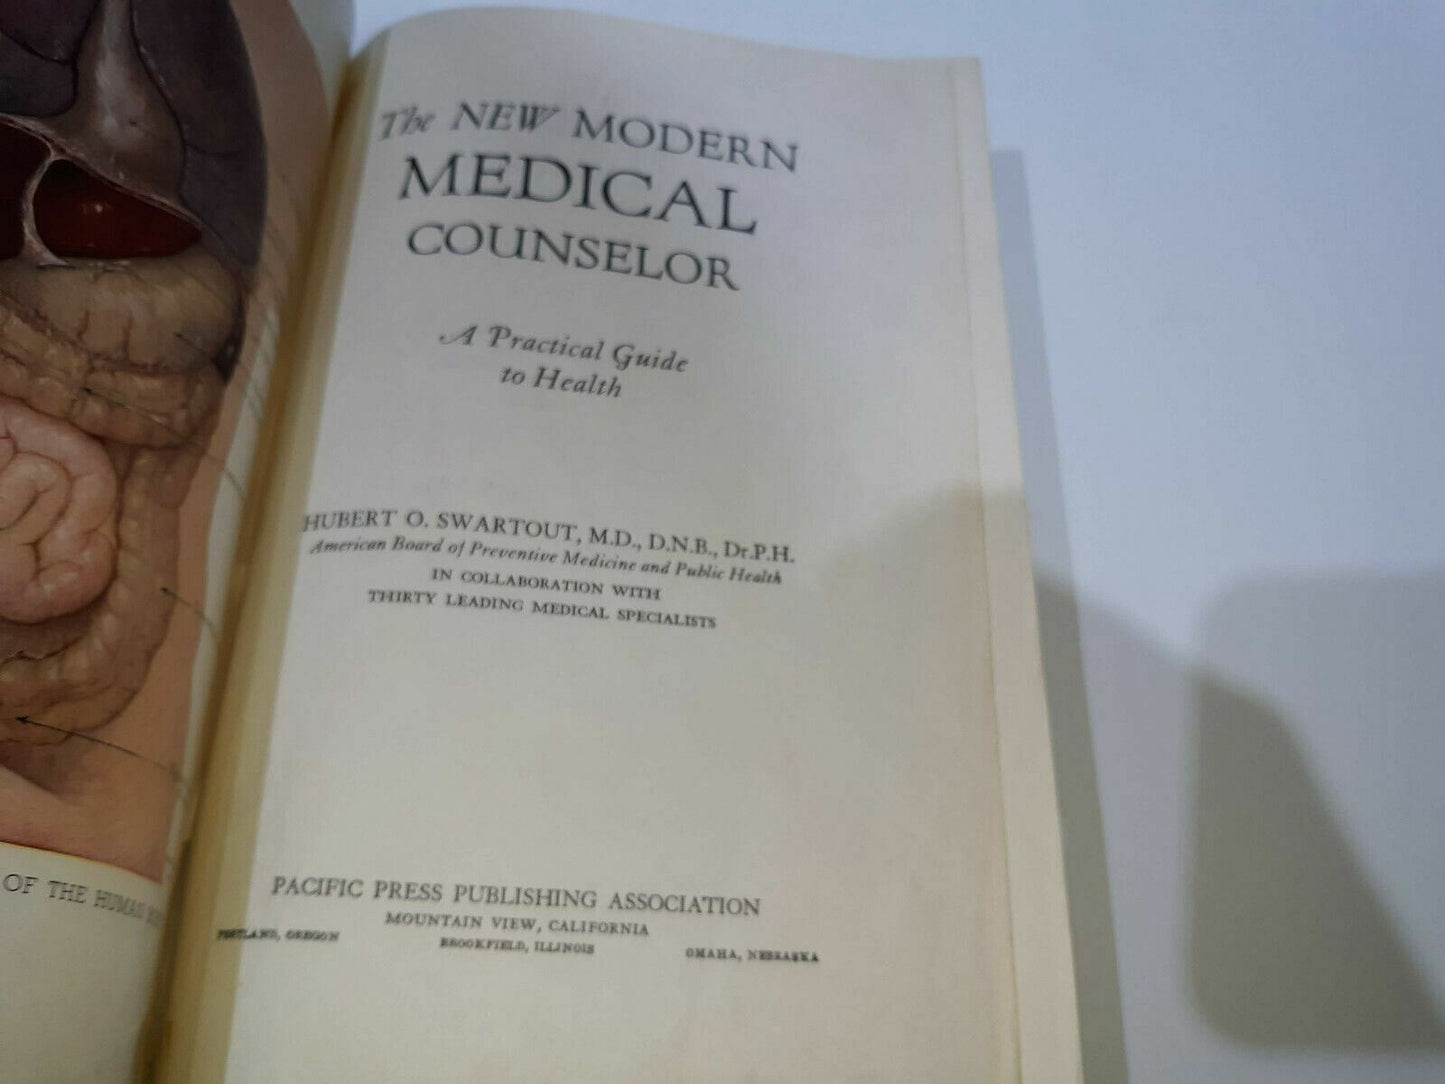 The NEW MODERN
MEDICAL
COUNSELOR
A Practical Guide
to Health
HUBERT O. SWARTOUT, M.D., D.N.B., Dr.P.H.
American Board of Preventive Medicine and Public Health
IN COLLABORATION WITH
THIRTY LEADING MEDICAL SPECIALISTS
PACIFIC PRESS PUBLISHING ASSOCIATION
MOUNTAIN VIEW, CALIFORNIA
PORTLAND, OREGON BROOKFIELD, ILLINOIS OMAHA, NEBRASKA
OF THE HUMAN